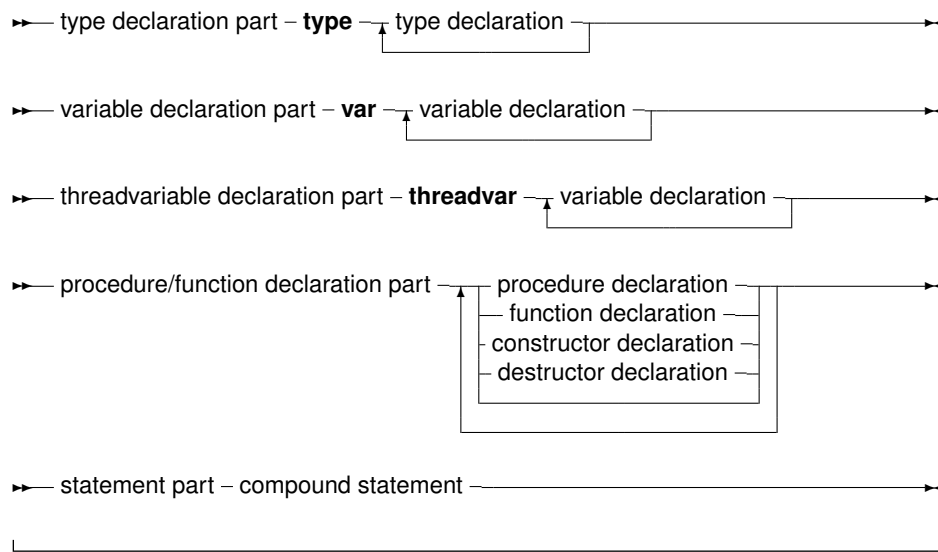 type declaration part – type type declaration
variable declaration part – var variable declaration
threadvariable declaration part – threadvar variable declaration
procedure/function declaration part procedure declaration
function declaration
constructor declaration
destructor declaration
statement part – compound statement